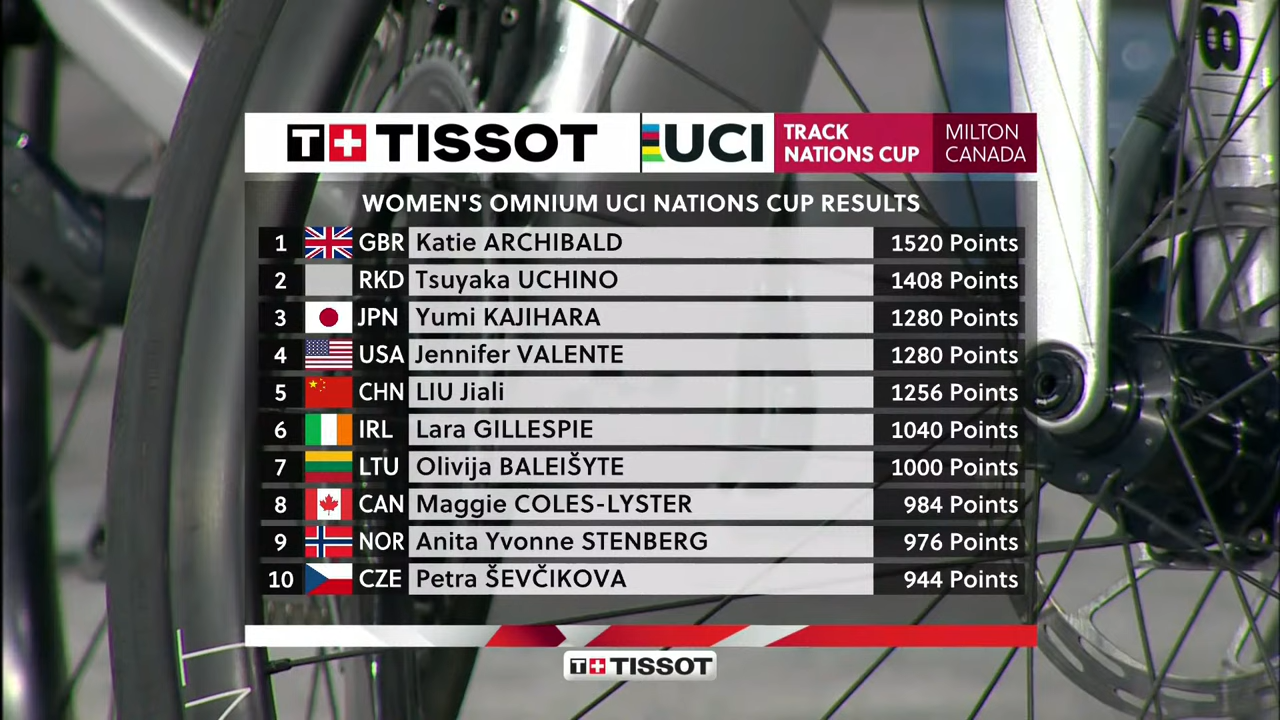 T+ TISSOT
UCI
TRACK NATIONS CUP
MILTON CANADA
WOMEN'S OMNIUM UCI NATIONS CUP RESULTS
1 GBR Katie ARCHIBALD 1520 Points
2 RKD Tsuyaka UCHINO 1408 Points
3 JPN Yumi KAJIHARA 1280 Points
4 USA Jennifer VALENTE 1280 Points
5 CHN LIU Jiali 1256 Points
6 IRL Lara GILLESPIE 1040 Points
7 LTU Olivija BALEIŠYTE 1000 Points
8 CAN Maggie COLES-LYSTER 984 Points
9 NOR Anita Yvonne STENBERG 976 Points
10 CZE Petra ŠEVČIKOVA 944 Points
T+ TISSOT